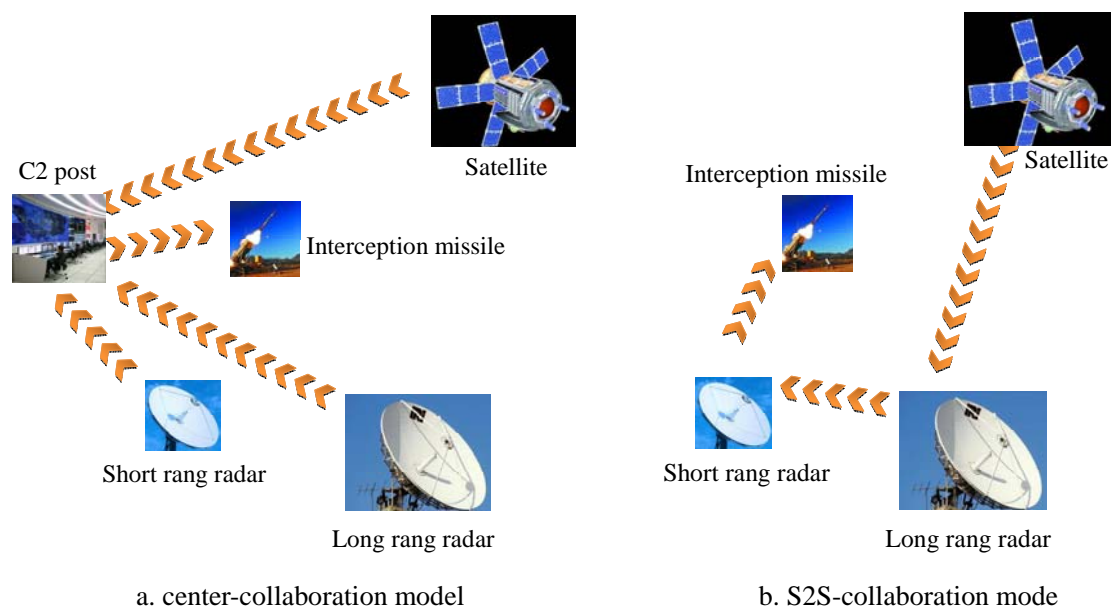 Satellite
C2 post
Interception missile
Short rang radar
Long rang radar
a. center-collaboration model
Satellite
Interception missile
Short rang radar
Long rang radar
b. S2S-collaboration mode